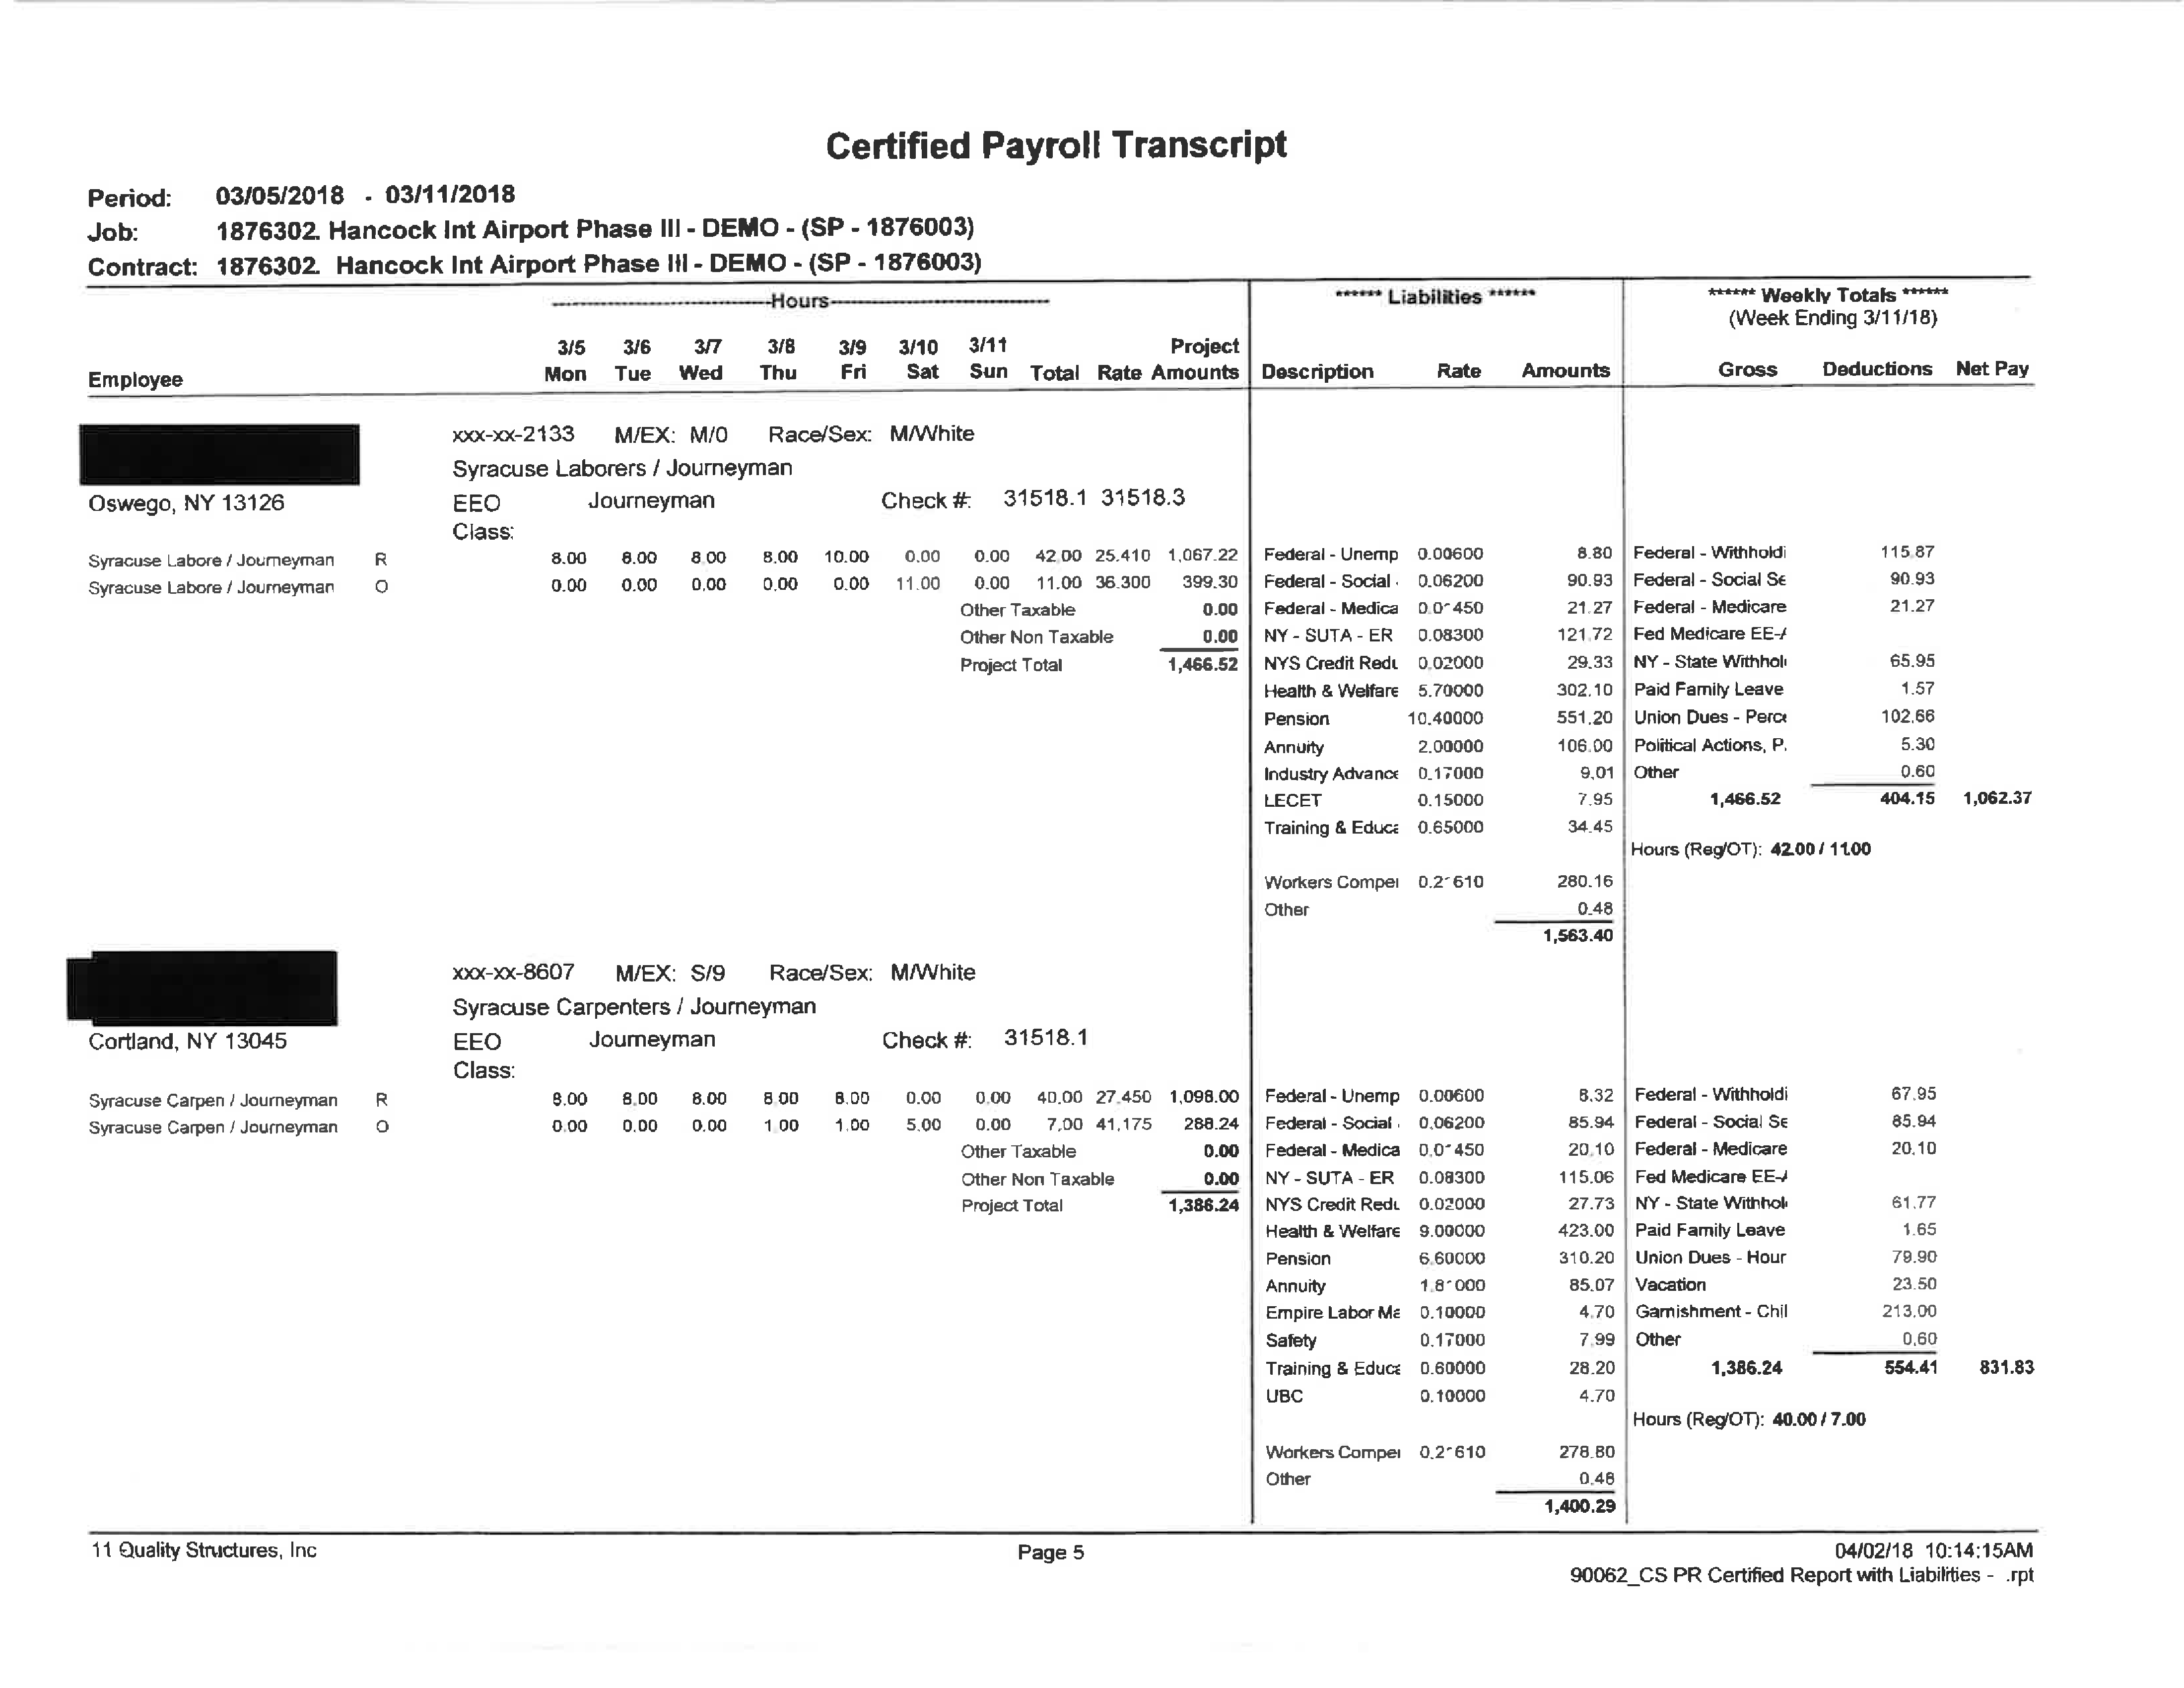 Certified Payroll Transcript
Period: 03/05/2018 - 03/11/2018
Job: 1876302. Hancock Int Airport Phase III - DEMO - (SP - 1876003)
Contract: 1876302. Hancock Int Airport Phase III - DEMO - (SP - 1876003)
Hours ****** Liabilities ****** ****** Weekly Totals ******
(Week Ending 3/11/18)
3/5 3/6 3/7 3/8 3/9 3/10 3/11 Project
Employee Mon Tue Wed Thu Fri Sat Sun Total Rate Amounts Description Rate Amounts Gross Deductions Net Pay
xxx-xx-2133 M/EX: M/0 Race/Sex: M/White
Syracuse Laborers / Journeyman
Oswego, NY 13126 EEO Journeyman Check #: 31518.1 31518.3
Class:
Syracuse Labore / Journeyman R 8.00 8.00 8.00 8.00 10.00 0.00 0.00 42.00 25.410 1,067.22 Federal - Unemp 0.00600 8.80 Federal - Withholdi 115.87
Syracuse Labore / Journeyman O 0.00 0.00 0.00 0.00 0.00 11.00 0.00 11.00 36.300 399.30 Federal - Social 0.06200 90.93 Federal - Social Se 90.93
Other Taxable 0.00 Federal - Medica 0.01450 21.27 Federal - Medicare 21.27
Other Non Taxable 0.00 NY - SUTA - ER 0.08300 121.72 Fed Medicare EE-A
Project Total 1,466.52 NYS Credit Redu 0.02000 29.33 NY - State Withhol 65.95
Health & Welfare 5.70000 302.10 Paid Family Leave 1.57
Pension 10.40000 551.20 Union Dues - Perce 102.66
Annuity 2.00000 106.00 Political Actions, P. 5.30
Industry Advance 0.17000 9.01 Other 0.60
LECET 0.15000 7.95 1,466.52 404.15 1,062.37
Training & Educa 0.65000 34.45
Hours (Reg/OT): 42.00 / 11.00
Workers Compe 0.21610 280.16
Other 0.48
1,563.40
xxx-xx-8607 M/EX: S/9 Race/Sex: M/White
Syracuse Carpenters / Journeyman
Cortland, NY 13045 EEO Journeyman Check #: 31518.1
Class:
Syracuse Carpen / Journeyman R 8.00 8.00 8.00 8.00 8.00 0.00 0.00 40.00 27.450 1,098.00 Federal - Unemp 0.00600 8.32 Federal - Withholdi 67.95
Syracuse Carpen / Journeyman O 0.00 0.00 0.00 1.00 1.00 5.00 0.00 7.00 41.175 288.24 Federal - Social 0.06200 85.94 Federal - Social Se 85.94
Other Taxable 0.00 Federal - Medica 0.01450 20.10 Federal - Medicare 20.10
Other Non Taxable 0.00 NY - SUTA - ER 0.08300 115.06 Fed Medicare EE-A
Project Total 1,386.24 NYS Credit Redu 0.02000 27.73 NY - State Withhol 61.77
Health & Welfare 9.00000 423.00 Paid Family Leave 1.65
Pension 6.60000 310.20 Union Dues - Hour 79.90
Annuity 1.81000 85.07 Vacation 23.50
Empire Labor Ma 0.10000 4.70 Garnishment - Chil 213.00
Safety 0.17000 7.99 Other 0.60
Training & Educa 0.60000 28.20 1,386.24 554.41 831.83
UBC 0.10000 4.70
Hours (Reg/OT): 40.00 / 7.00
Workers Compe 0.21610 278.80
Other 0.48
1,400.29
11 Quality Structures, Inc Page 5 04/02/18 10:14:15AM
90062_CS PR Certified Report with Liabilities - .rpt